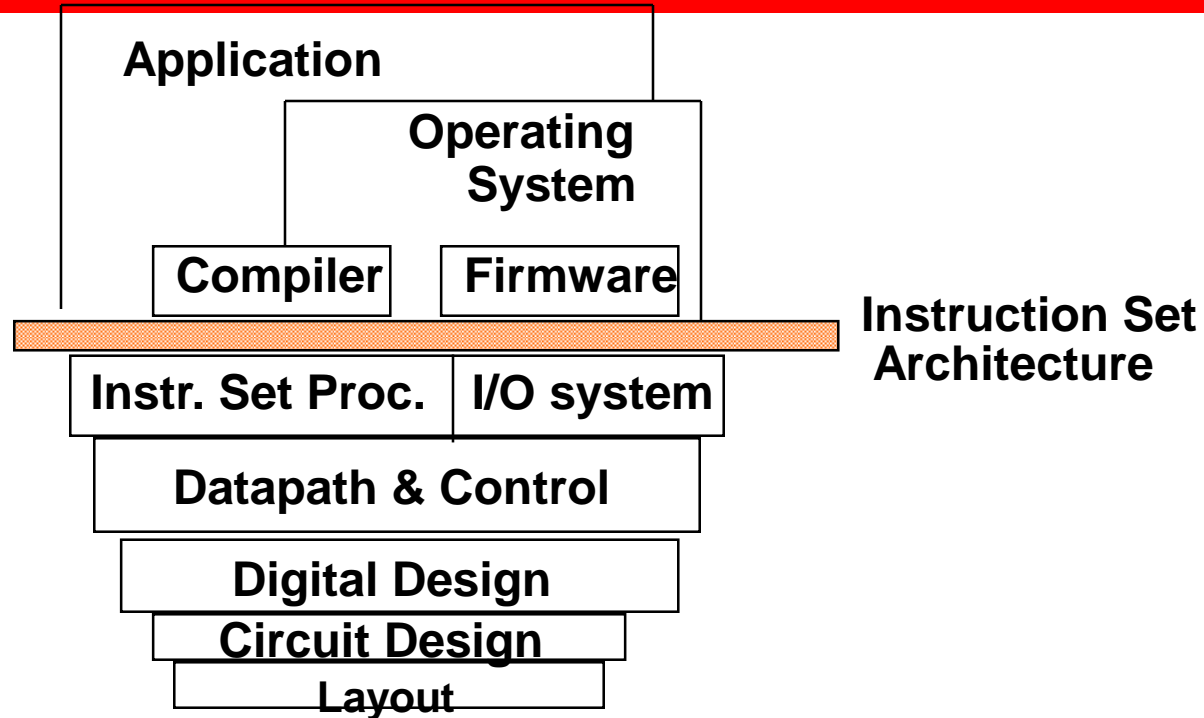 Application
Operating
System
Compiler
Firmware
Instruction Set
Architecture
Instr. Set Proc.
I/O system
Datapath & Control
Digital Design
Circuit Design
Layout